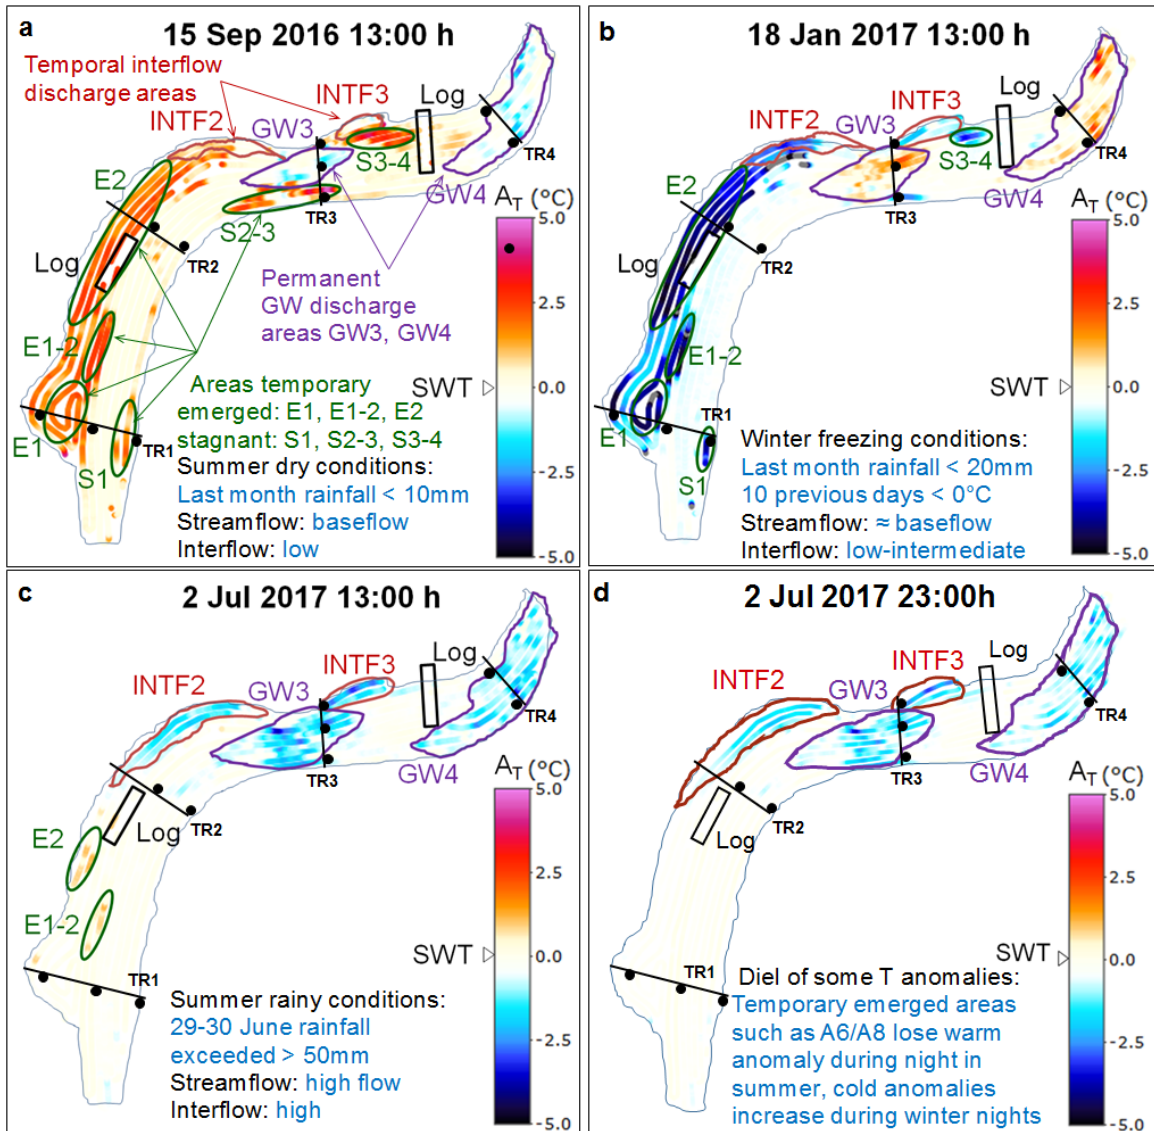 a
15 Sep 2016 13:00 h
Temporal interflow
discharge areas
INTF3
Log
INTF2
GW3
TR4
S3-4
E2
GW4
A_T (°C)
5.0
TR3
S2-3
Log
TR2
Permanent
GW discharge
areas GW3, GW4
2.5
E1-2
SWT
0.0
Areas temporary
emerged: E1, E1-2, E2
stagnant: S1, S2-3, S3-4
E1
TR1
S1
Summer dry conditions:
Last month rainfall < 10mm
Streamflow: baseflow
Interflow: low
-2.5
-5.0
b
18 Jan 2017 13:00 h
INTF3
Log
INTF2
GW3
TR4
S3-4
E2
GW4
A_T (°C)
5.0
TR3
Log
TR2
2.5
E1-2
SWT
0.0
TR1
E1
S1
Winter freezing conditions:
Last month rainfall < 20mm
10 previous days < 0°C
Streamflow: ≈ baseflow
Interflow: low-intermediate
-2.5
-5.0
c
2 Jul 2017 13:00 h
Log
INTF3
INTF2
GW3
TR4
TR3
GW4
A_T (°C)
5.0
Log
TR2
E2
2.5
E1-2
SWT
0.0
TR1
Summer rainy conditions:
29-30 June rainfall
exceeded > 50mm
Streamflow: high flow
Interflow: high
-2.5
-5.0
d
2 Jul 2017 23:00h
INTF3
Log
INTF2
GW3
TR4
TR3
GW4
A_T (°C)
5.0
TR2
Log
2.5
SWT
0.0
TR1
Diel of some T anomalies:
Temporary emerged areas
such as A6/A8 lose warm
anomaly during night in
summer, cold anomalies
increase during winter nights
-2.5
-5.0